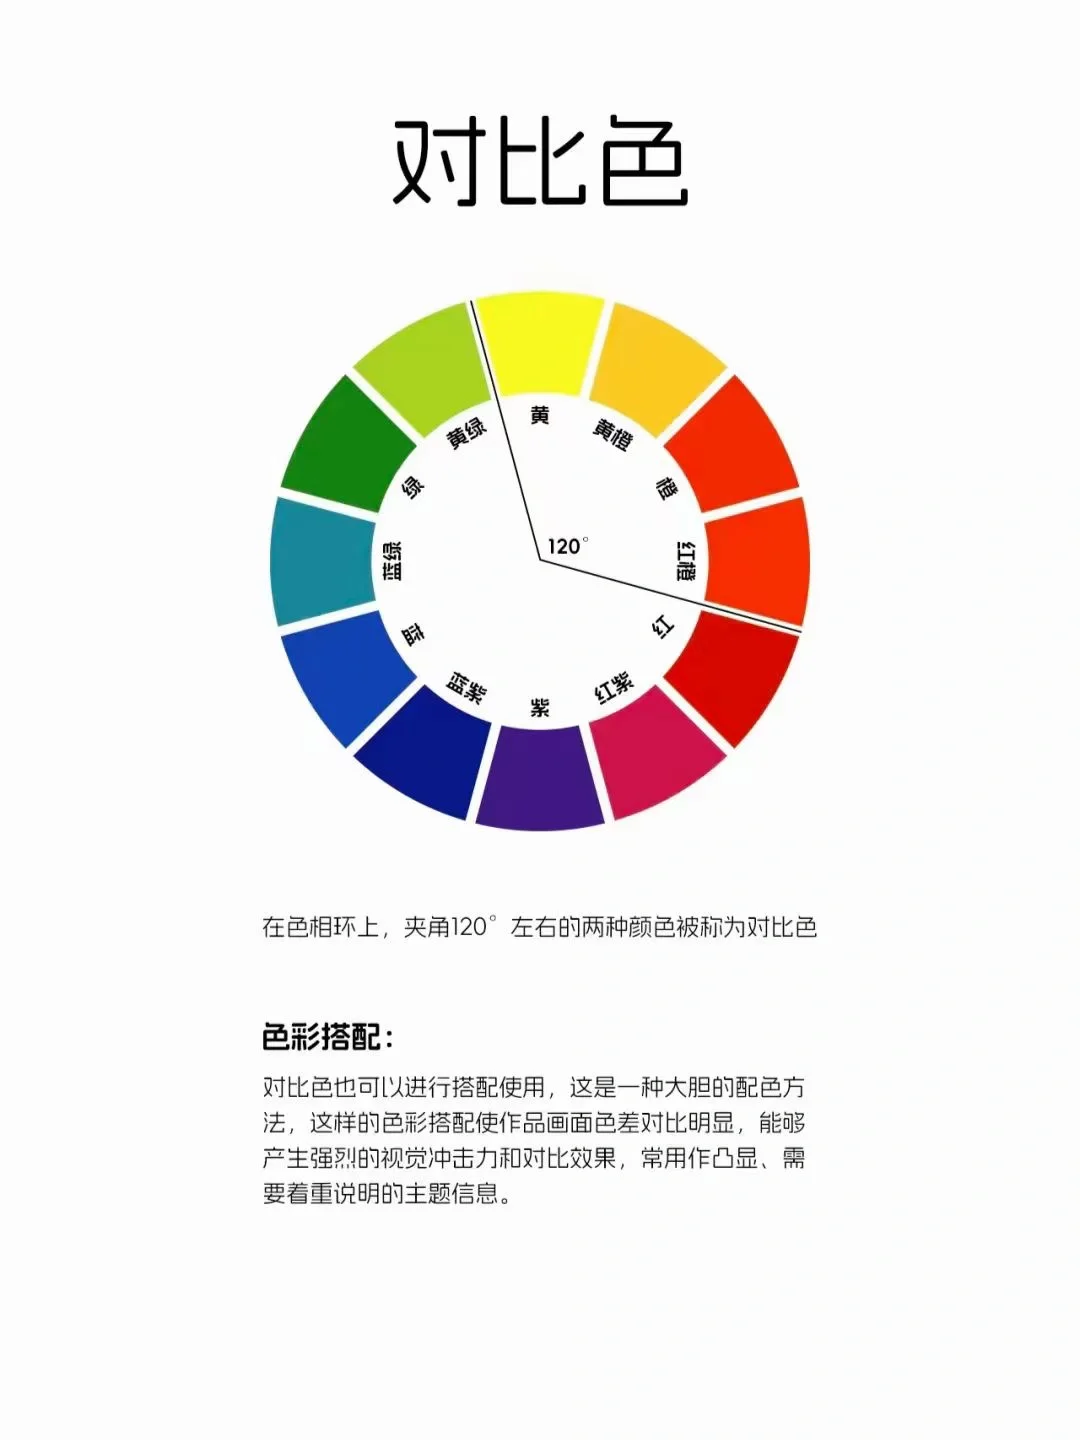 对比色
黄
黄橙
橙
红橙
红
红紫
紫
蓝紫
蓝
蓝绿
绿
黄绿
120°
在色相环上，夹角120°左右的两种颜色被称为对比色
色彩搭配：
对比色也可以进行搭配使用，这是一种大胆的配色方
法，这样的色彩搭配使作品画面色差对比明显，能够
产生强烈的视觉冲击力和对比效果，常用作凸显、需
要着重说明的主题信息。